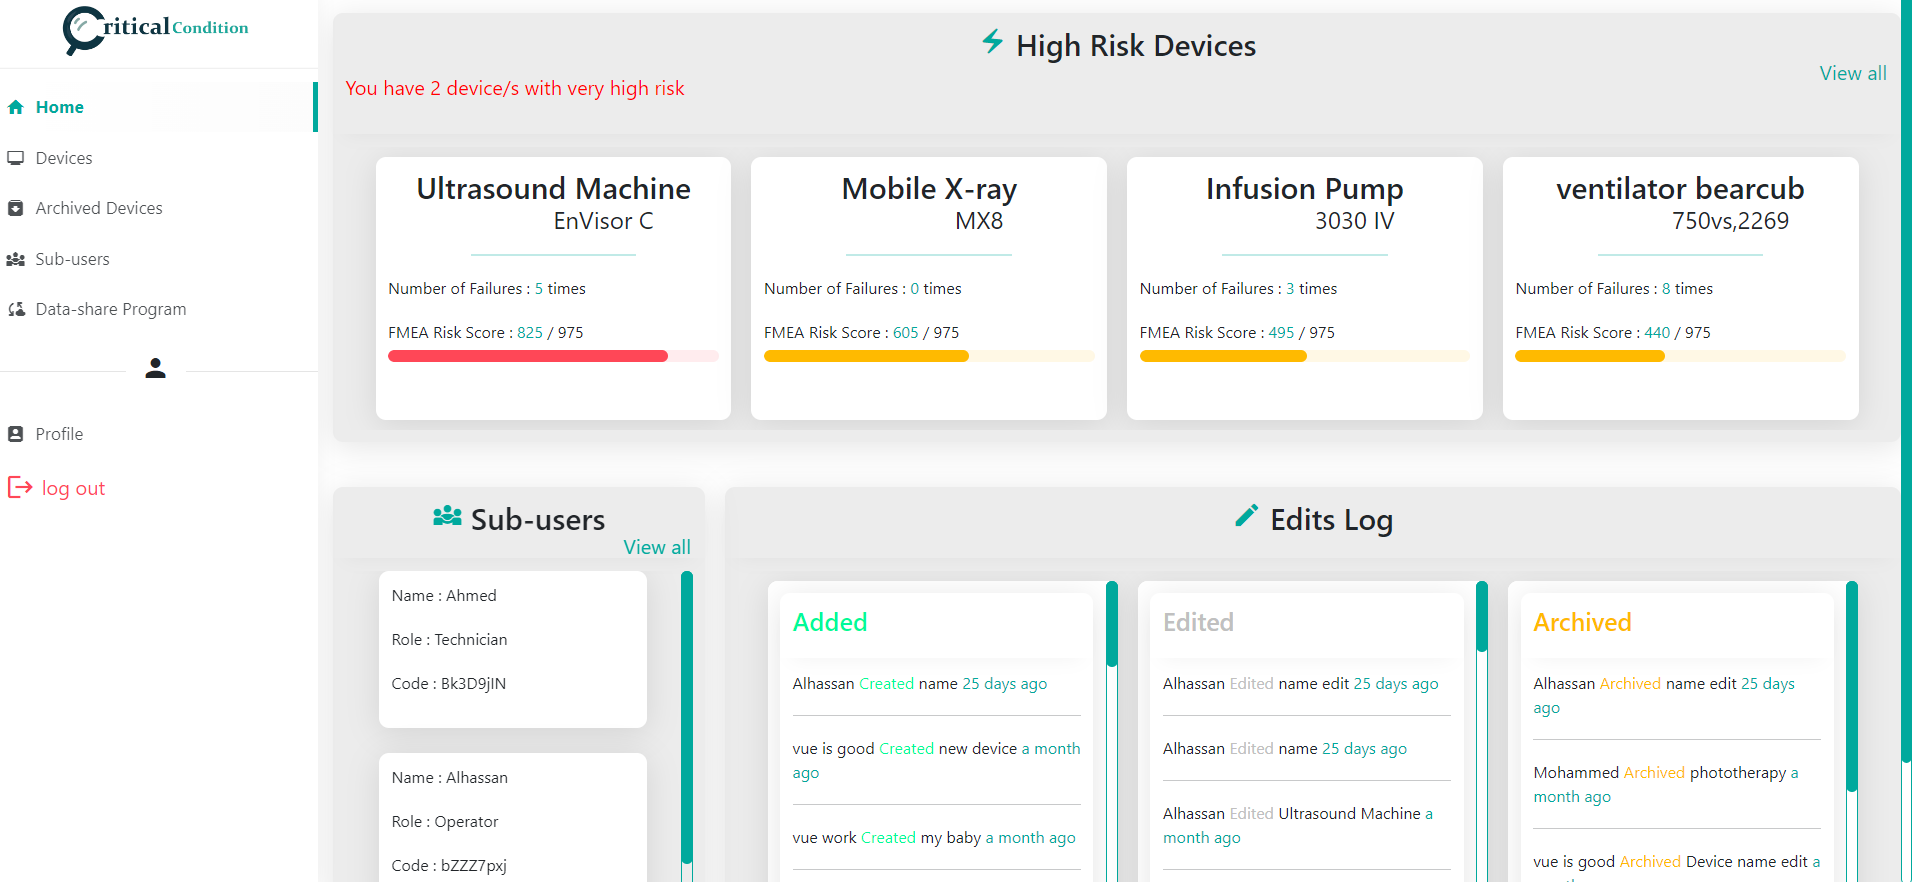 Critical Condition
Home
Devices
Archived Devices
Sub-users
Data-share Program
Profile
log out
High Risk Devices
View all
You have 2 device/s with very high risk
Ultrasound Machine
EnVisor C
Number of Failures : 5 times
FMEA Risk Score : 825 / 975
Mobile X-ray
MX8
Number of Failures : 0 times
FMEA Risk Score : 605 / 975
Infusion Pump
3030 IV
Number of Failures : 3 times
FMEA Risk Score : 495 / 975
ventilator bearcub
750vs,2269
Number of Failures : 8 times
FMEA Risk Score : 440 / 975
Sub-users
View all
Name : Ahmed
Role : Technician
Code : Bk3D9jIN
Name : Alhassan
Role : Operator
Code : bZZZ7pxj
Edits Log
Added
Alhassan Created name 25 days ago
vue is good Created new device a month
ago
vue work Created my baby a month ago
Edited
Alhassan Edited name edit 25 days ago
Alhassan Edited name 25 days ago
Alhassan Edited Ultrasound Machine a
month ago
Archived
Alhassan Archived name edit 25 days
ago
Mohammed Archived phototherapy a
month ago
vue is good Archived Device name edit a